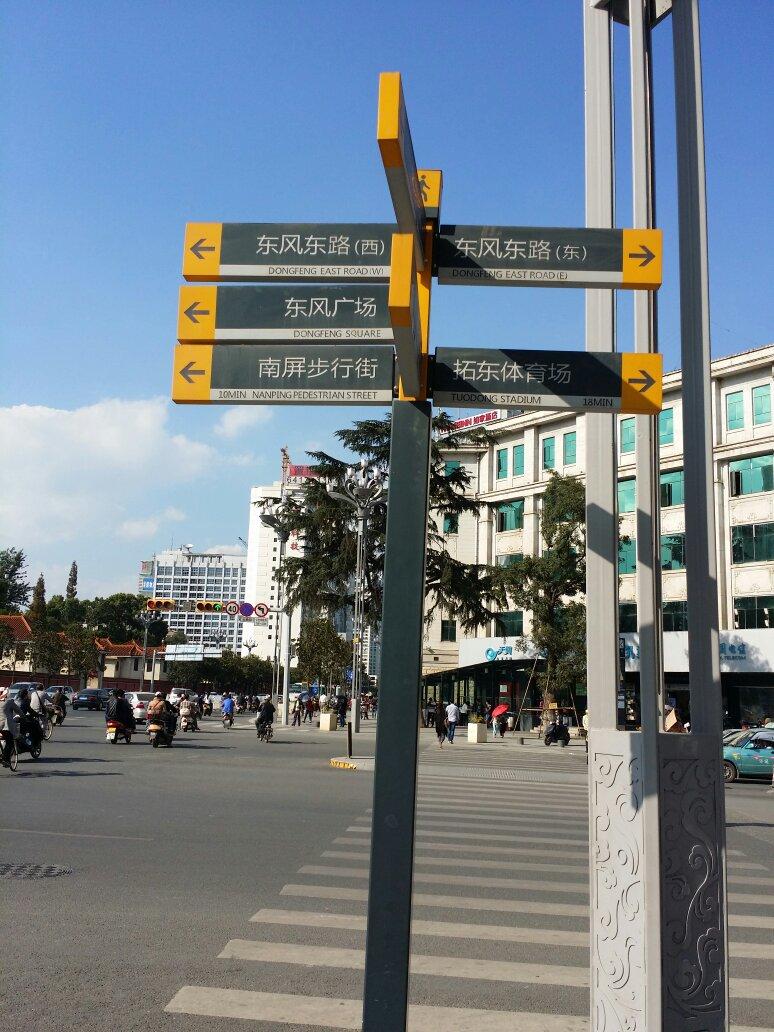 东风东路(西)
DONGFENG EAST ROAD(W)
东风东路(东)
DONGFENG EAST ROAD(E)
东风广场
DONGFENG SQUARE
南屏步行街
10MIN NANPING PEDESTRIAN STREET
拓东体育场
TUODONG STADIUM 18MIN
40